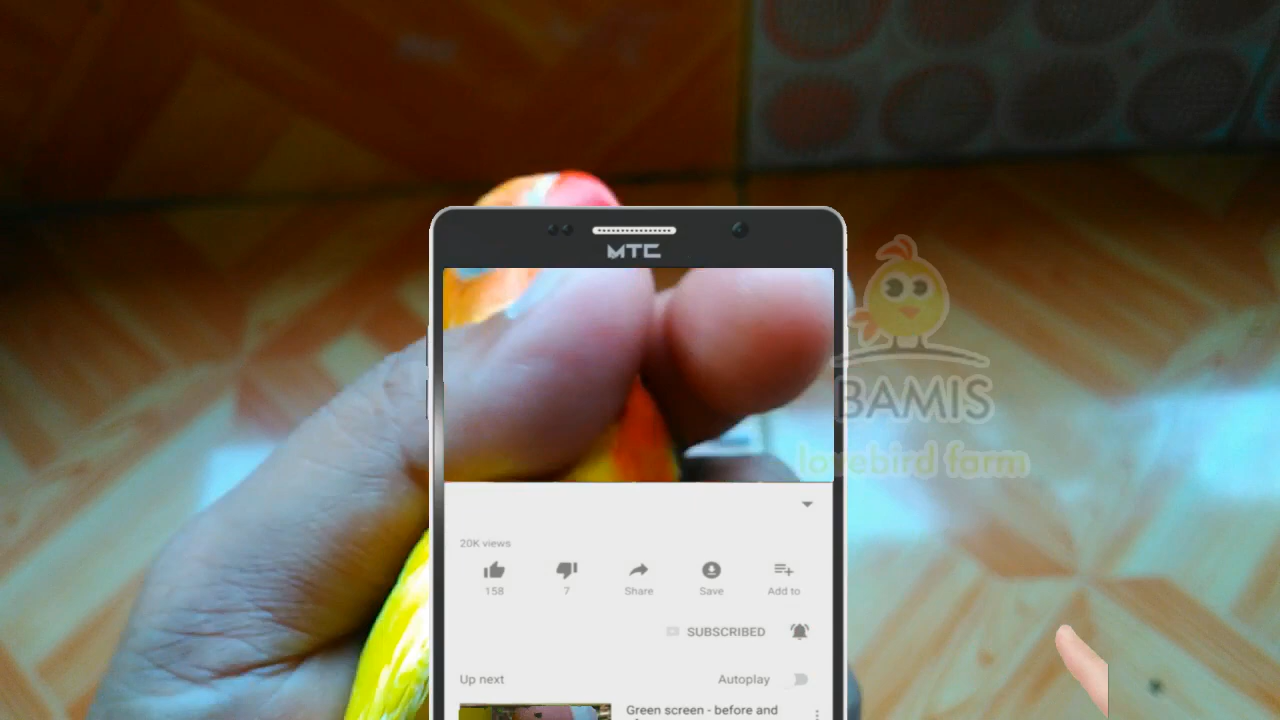 MTC
BAMIS
lovebird farm
20K views
158
7
Share
Save
Add to
SUBSCRIBED
Up next
Autoplay
Green screen - before and